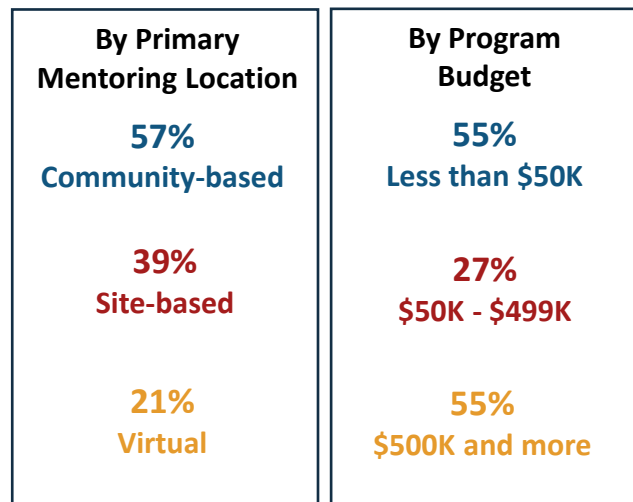 By Primary
Mentoring Location
57%
Community-based
39%
Site-based
21%
Virtual
By Program
Budget
55%
Less than $50K
27%
$50K - $499K
55%
$500K and more